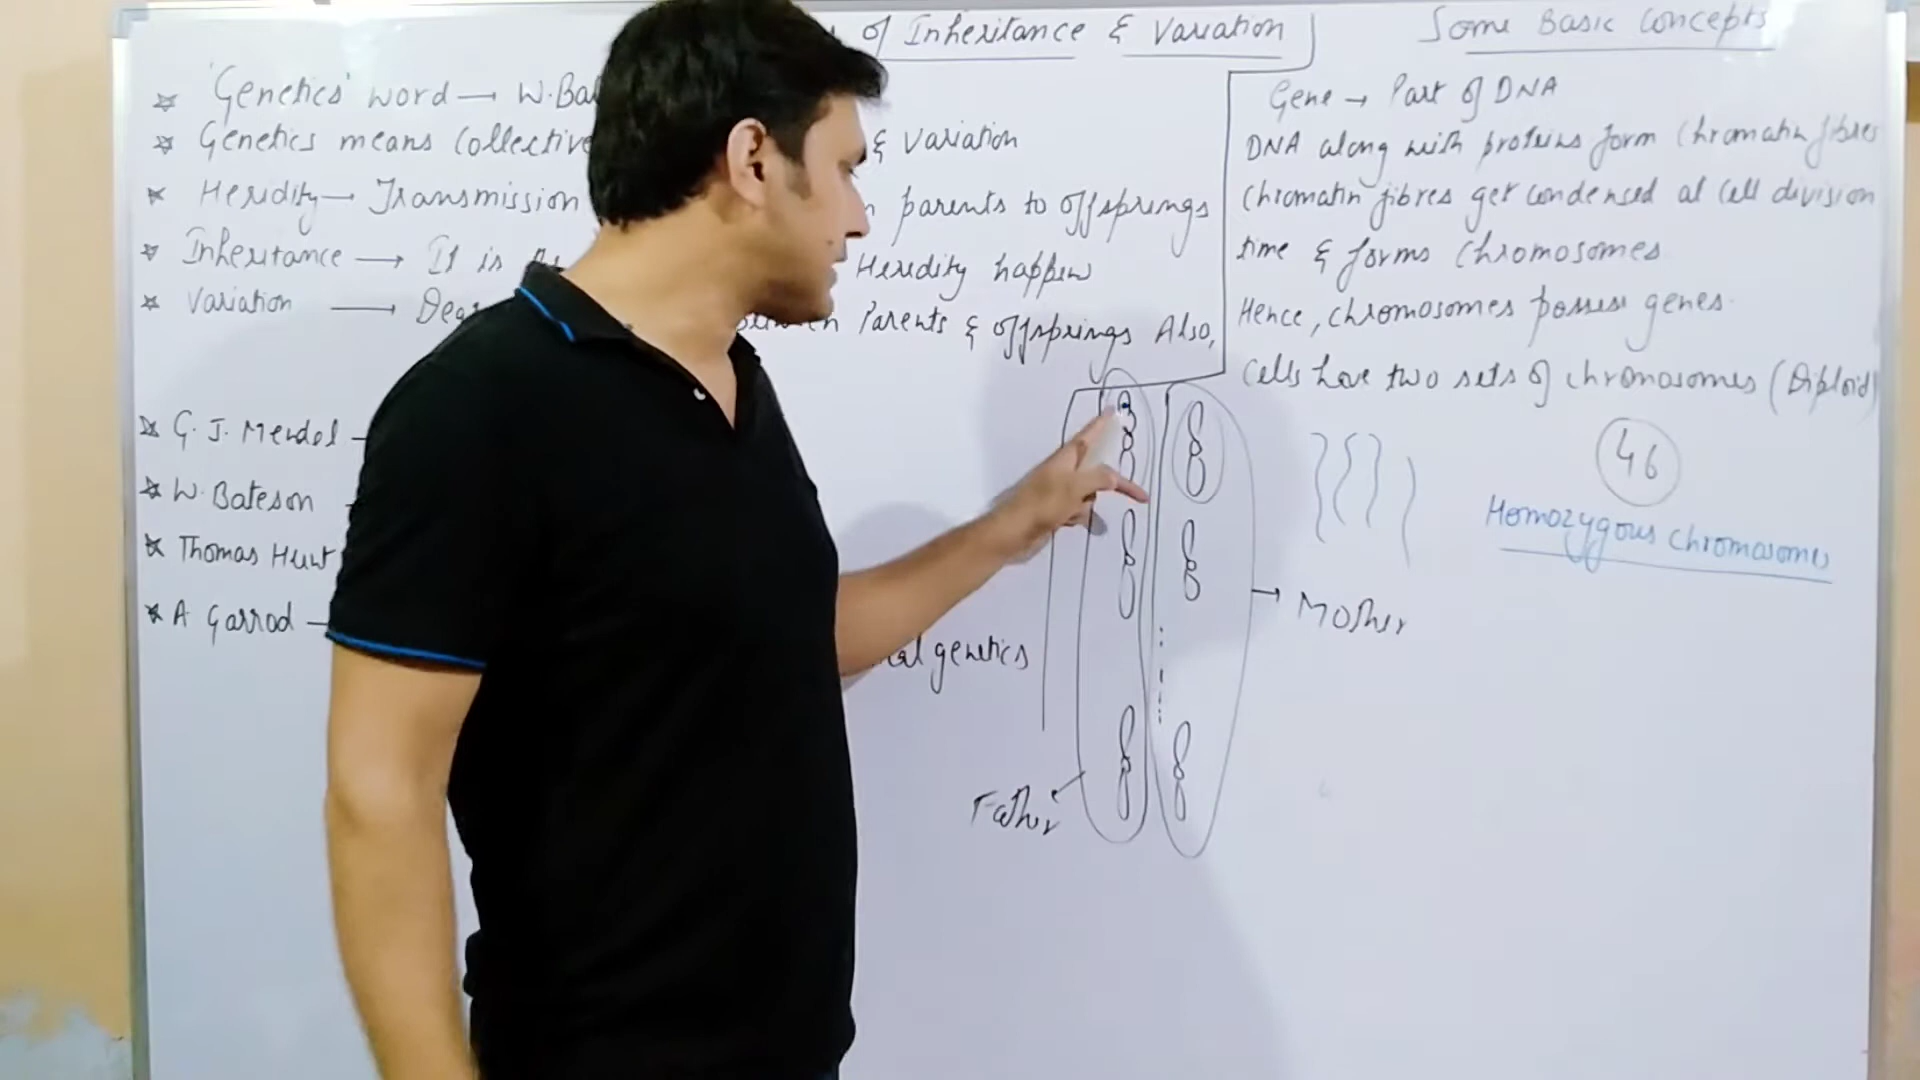 of Inheritance & Variation
'Genetics' word → W.
Genetics means Collective & Variation
Heridity → Transmission parents to offsprings
Inheritance → It is Heridity happen
Variation → Parents & offsprings Also,
G. J. Mendel
W. Bateson
Thomas Hunt
A Garrod
genetics
Some Basic Concepts
Gene → Part of DNA
DNA along with proteins form Chromatin fibres
Chromatin fibres get condensed at Cell division
time & forms Chromosomes
Hence, chromosomes possess genes.
Cells have two sets of chromosomes (Diploid)
46
Homozygous chromosomes
Mother
Father